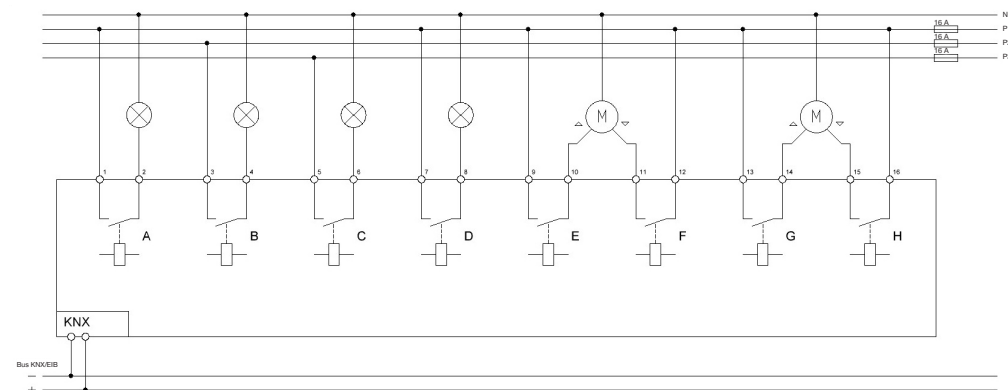 N
16 A
P
16 A
P
16 A
P
M M
1 2 3 4 5 6 7 8 9 10 11 12 13 14 15 16
A B C D E F G H
KNX
Bus KNX/EIB
–
+